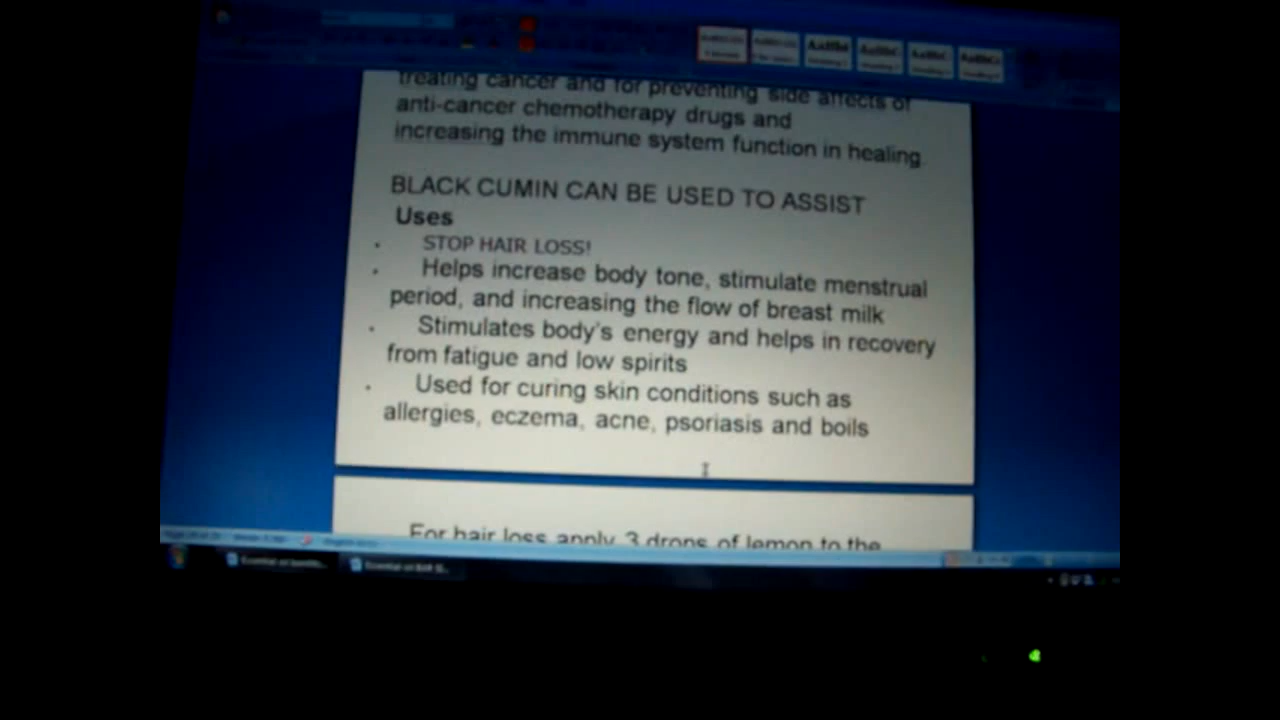 treating cancer and for preventing side affects of
anti-cancer chemotherapy drugs and
increasing the immune system function in healing
BLACK CUMIN CAN BE USED TO ASSIST
Uses
· STOP HAIR LOSS!
· Helps increase body tone, stimulate menstrual
period, and increasing the flow of breast milk
· Stimulates body's energy and helps in recovery
from fatigue and low spirits
· Used for curing skin conditions such as
allergies, eczema, acne, psoriasis and boils
For hair loss apply 3 drops of lemon to the